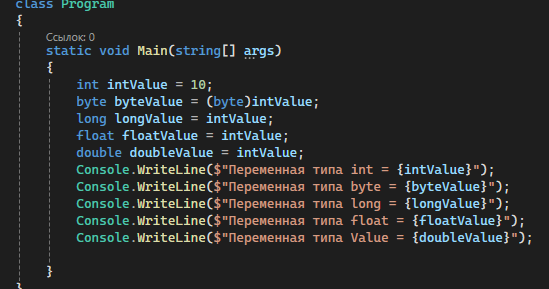 class Program
{
Ссылок: 0
static void Main(string[] args)
{
int intValue = 10;
byte byteValue = (byte)intValue;
long longValue = intValue;
float floatValue = intValue;
double doubleValue = intValue;
Console.WriteLine($"Переменная типа int = {intValue}");
Console.WriteLine($"Переменная типа byte = {byteValue}");
Console.WriteLine($"Переменная типа long = {longValue}");
Console.WriteLine($"Переменная типа float = {floatValue}");
Console.WriteLine($"Переменная типа Value = {doubleValue}");
}
}